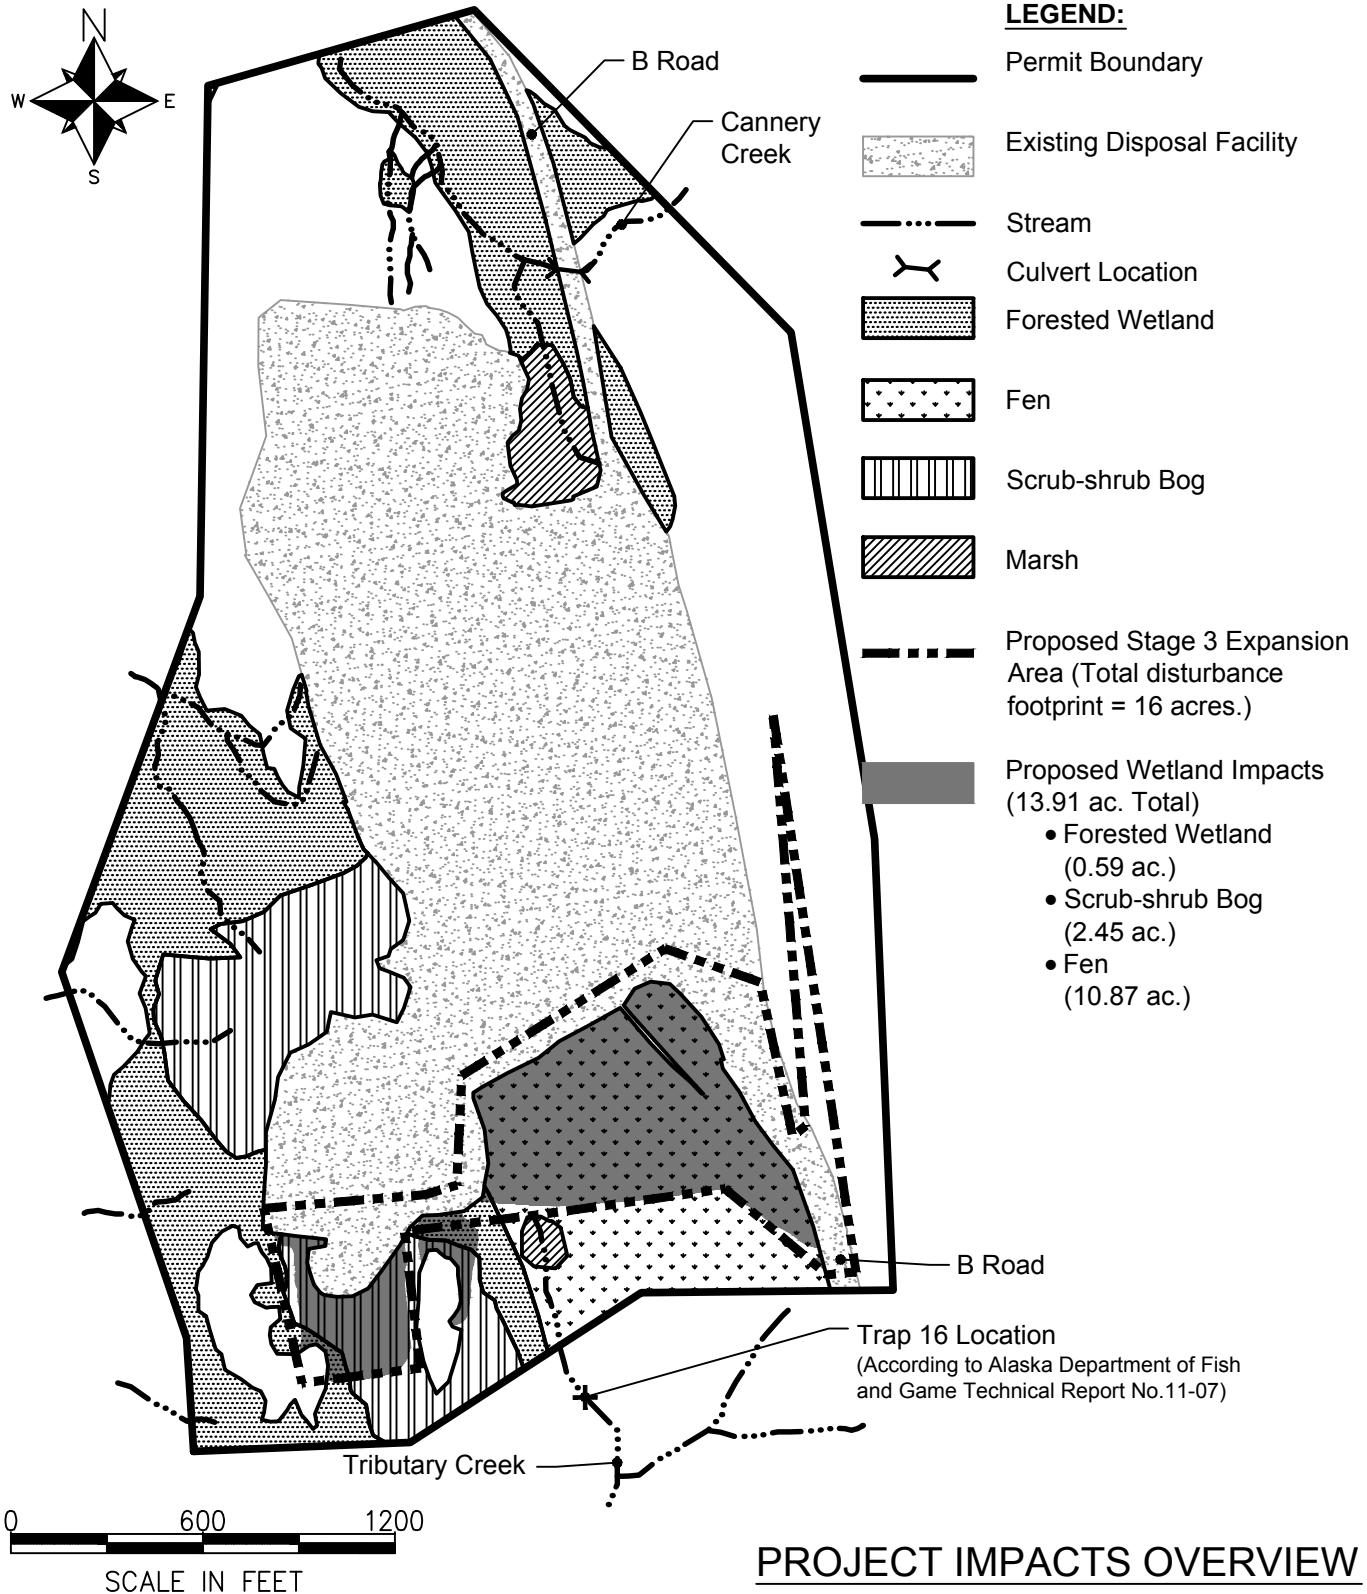 N
W
E
S
B Road
Cannery
Creek
LEGEND:
Permit Boundary
Existing Disposal Facility
Stream
Culvert Location
Forested Wetland
Fen
Scrub-shrub Bog
Marsh
Proposed Stage 3 Expansion
Area (Total disturbance
footprint = 16 acres.)
Proposed Wetland Impacts
(13.91 ac. Total)
• Forested Wetland
(0.59 ac.)
• Scrub-shrub Bog
(2.45 ac.)
• Fen
(10.87 ac.)
B Road
Trap 16 Location
(According to Alaska Department of Fish
and Game Technical Report No.11-07)
Tributary Creek
0 600 1200
SCALE IN FEET
PROJECT IMPACTS OVERVIEW